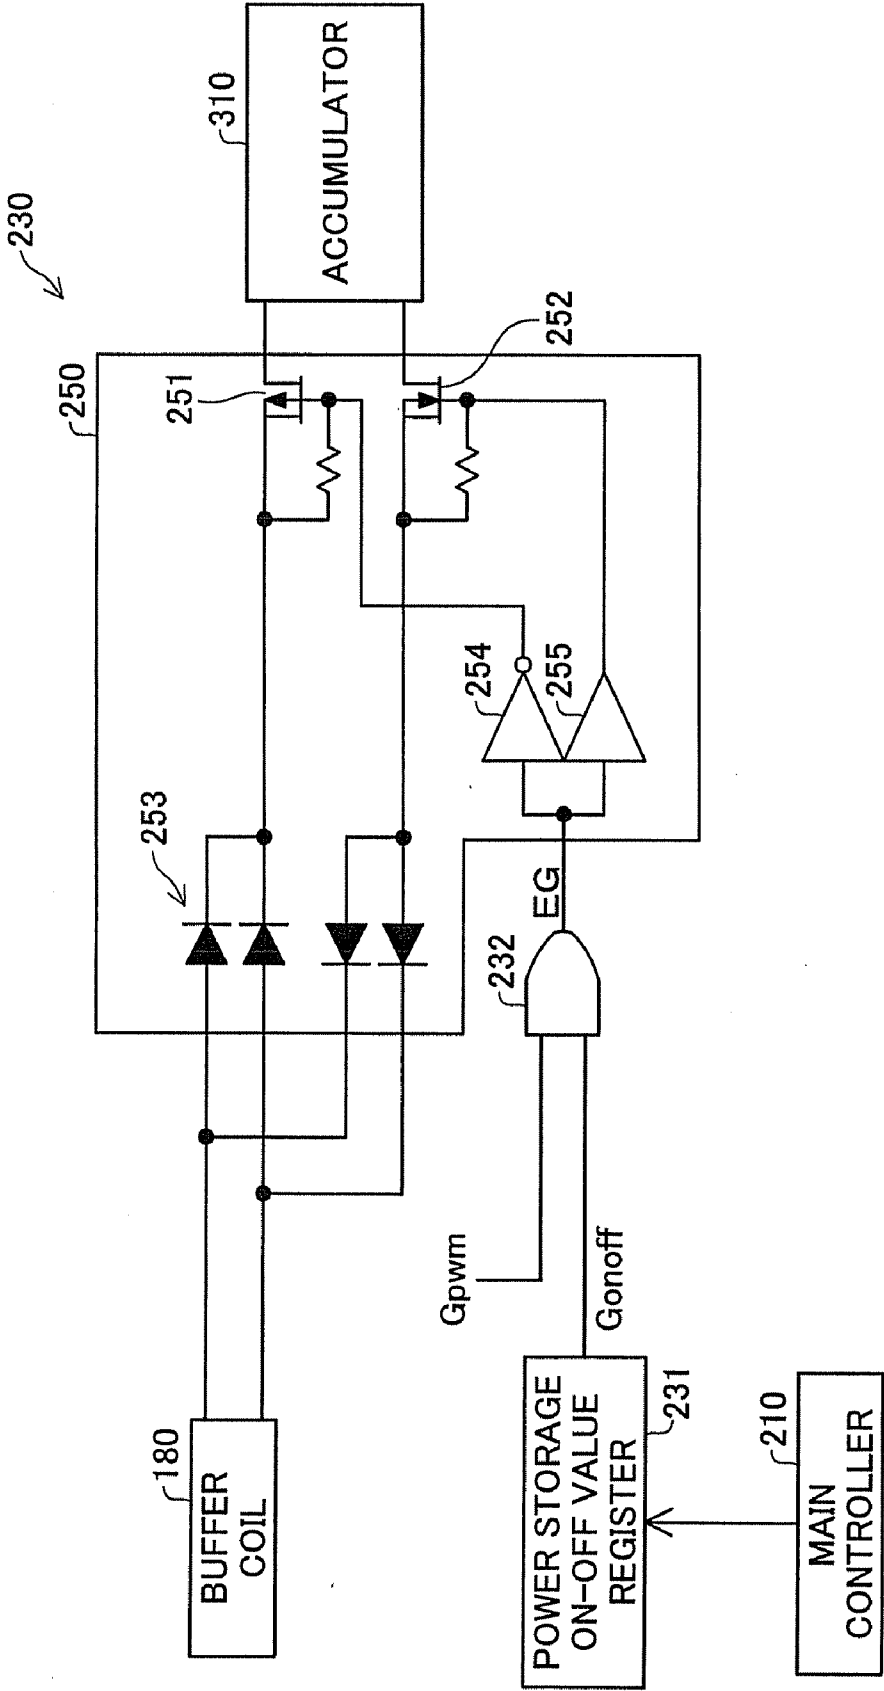 230
310
ACCUMULATOR
250
251
252
253
254
255
EG
232
180
BUFFER
COIL
Gpwm
Gonoff
POWER STORAGE
ON-OFF VALUE
REGISTER
231
210
MAIN
CONTROLLER